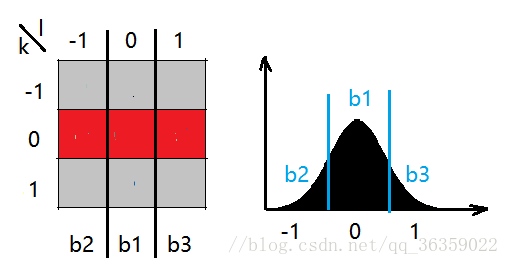 k l
-1 0 1
-1
0
1
b2 b1 b3
b1
b2 b3
-1 0 1
//blog.csdn.net/qq_36359022